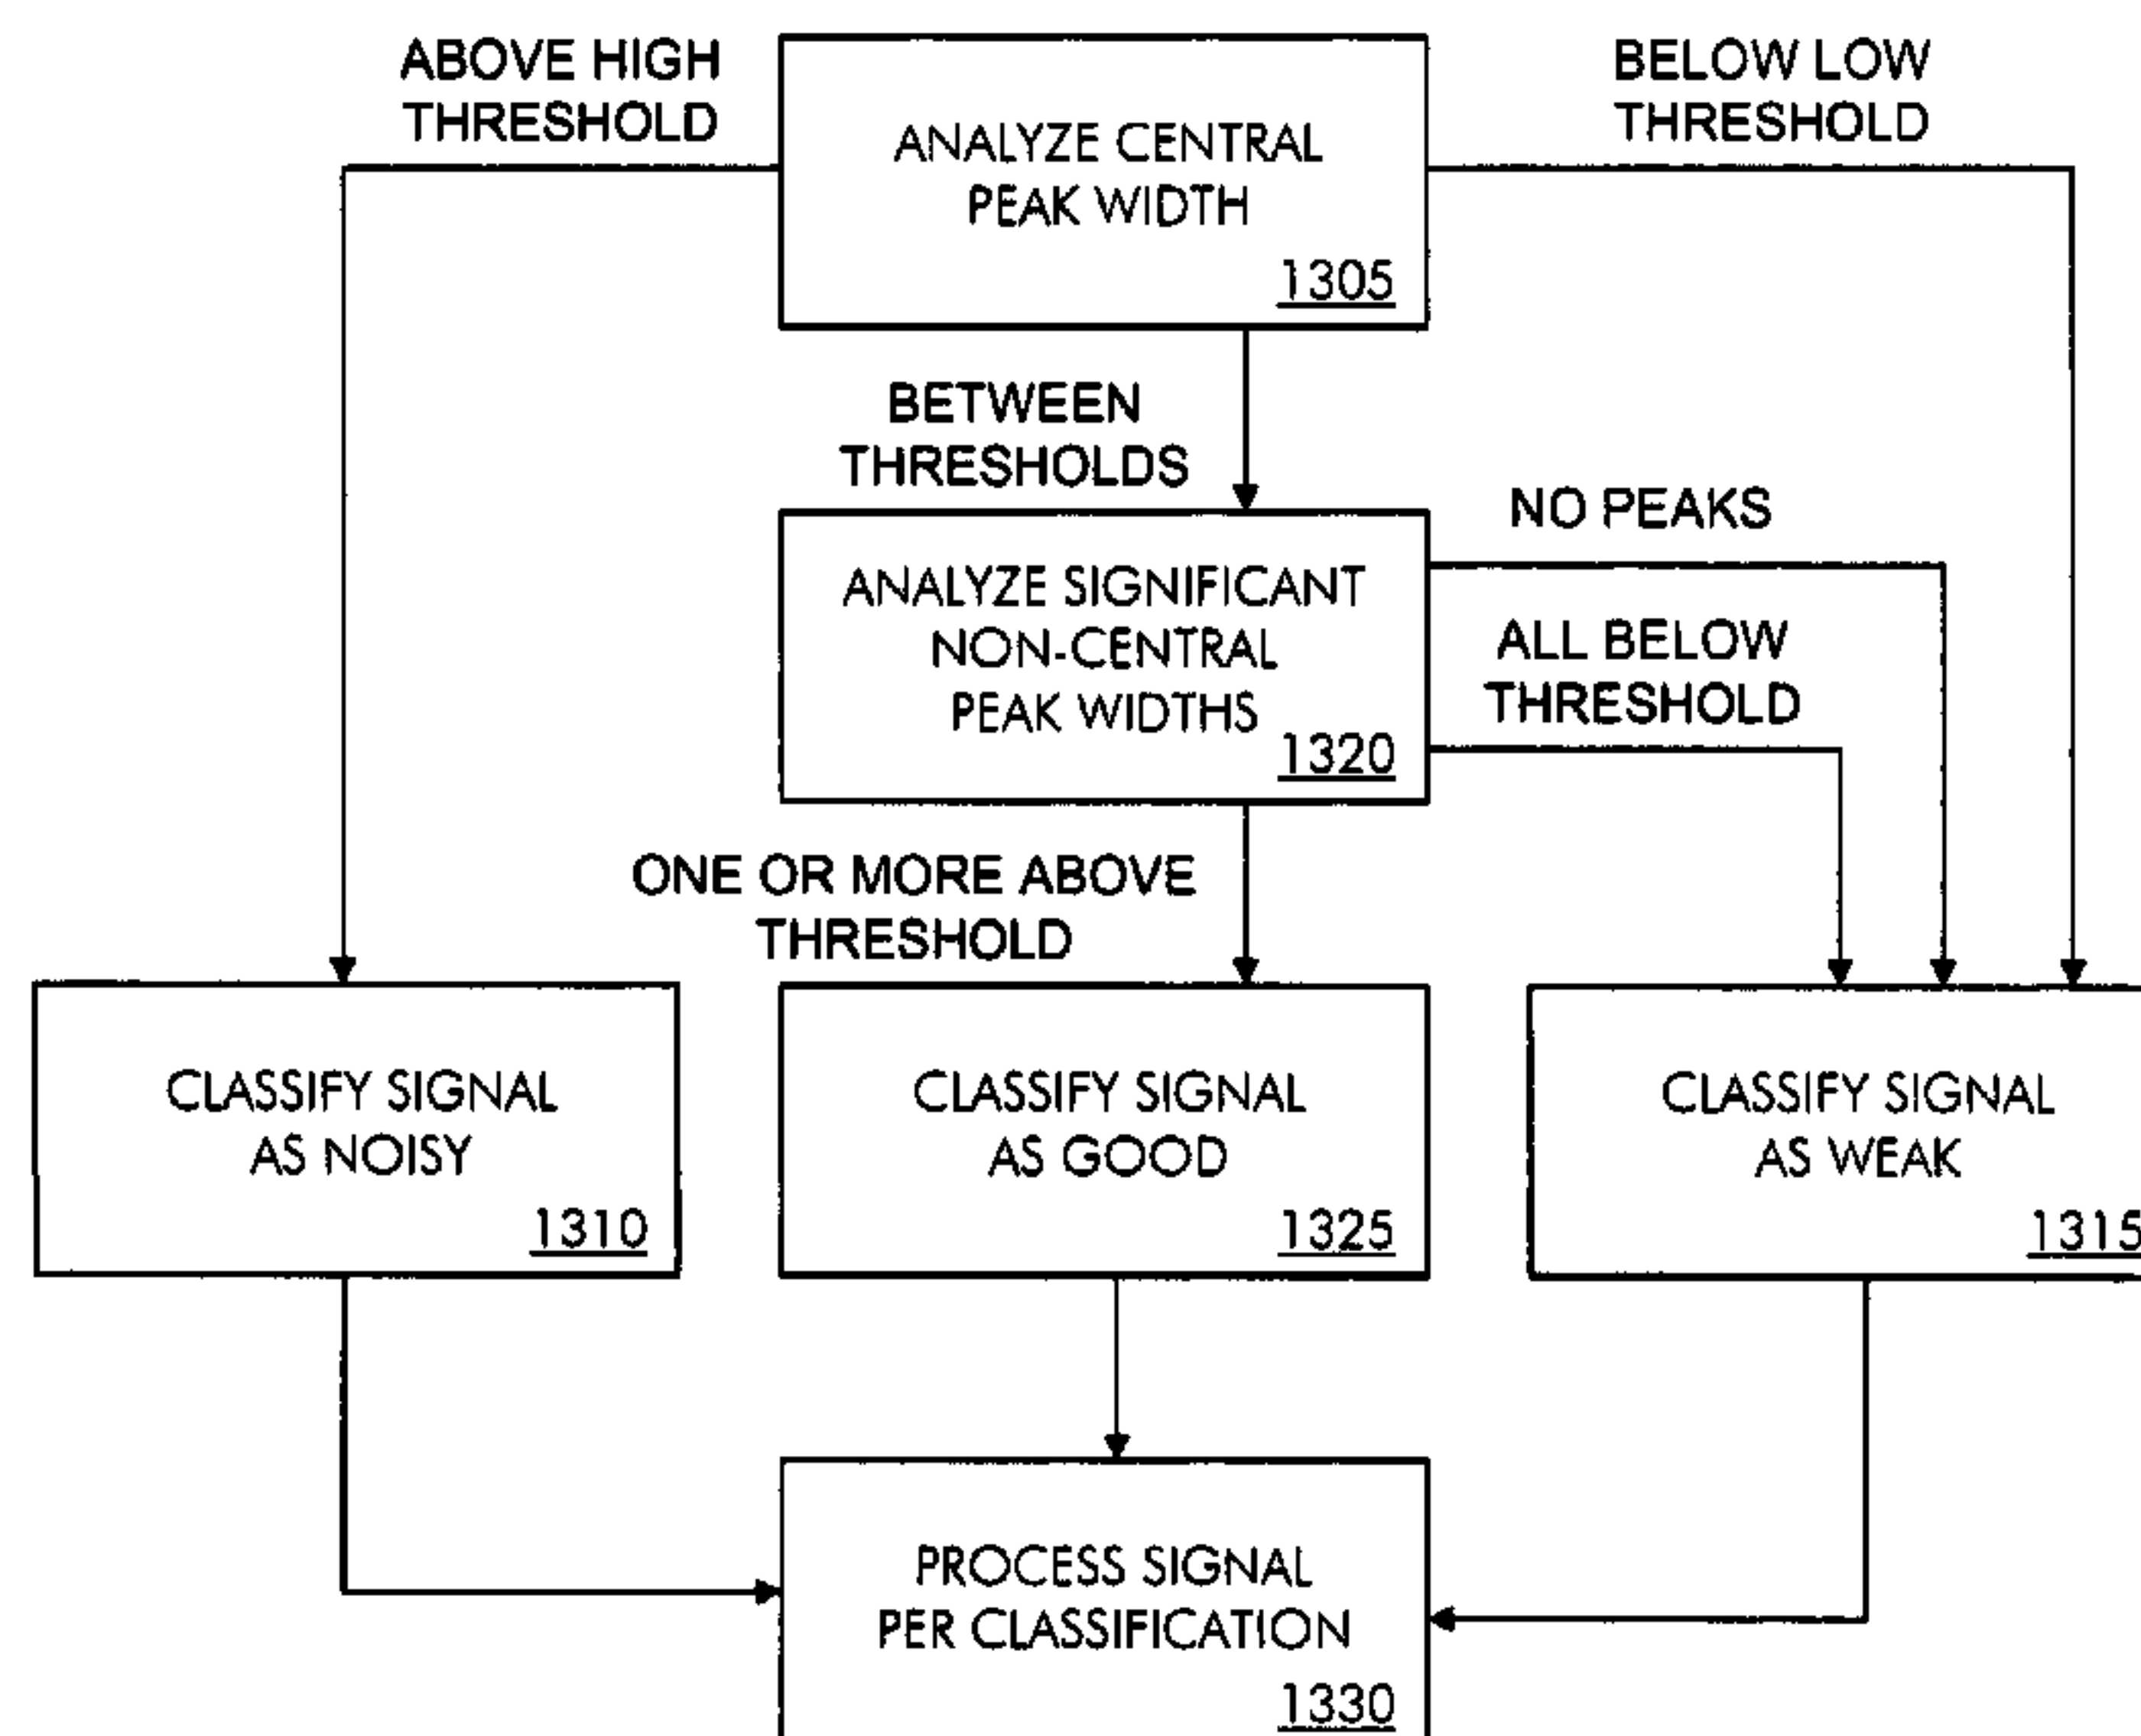 ABOVE HIGH
THRESHOLD
BELOW LOW
THRESHOLD
ANALYZE CENTRAL
PEAK WIDTH
1305
BETWEEN
THRESHOLDS
NO PEAKS
ANALYZE SIGNIFICANT
NON-CENTRAL
PEAK WIDTHS
1320
ALL BELOW
THRESHOLD
ONE OR MORE ABOVE
THRESHOLD
CLASSIFY SIGNAL
AS NOISY
1310
CLASSIFY SIGNAL
AS GOOD
1325
CLASSIFY SIGNAL
AS WEAK
1315
PROCESS SIGNAL
PER CLASSIFICATION
1330